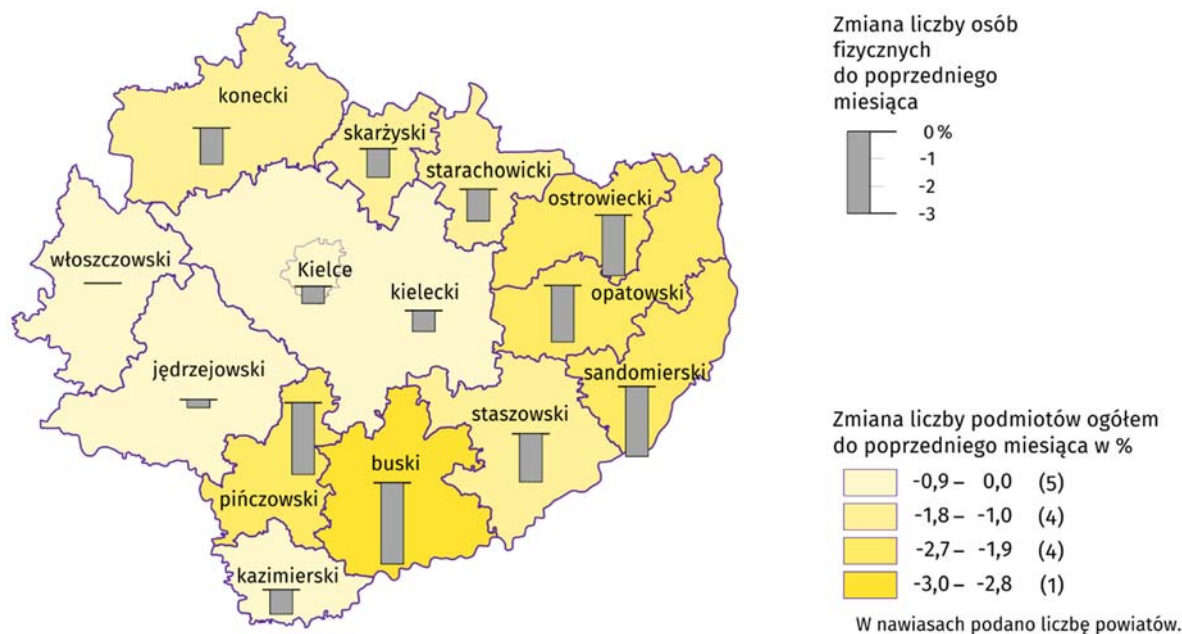 konecki
skarżyski
starachowicki
ostrowiecki
włoszczowski
Kielce
kielecki
opatowski
jędrzejowski
sandomierski
staszowski
buski
pińczowski
kazimierski
Zmiana liczby osób
fizycznych
do poprzedniego
miesiąca
0 %
-1
-2
-3
Zmiana liczby podmiotów ogółem
do poprzedniego miesiąca w %
-0,9 – 0,0 (5)
-1,8 – -1,0 (4)
-2,7 – -1,9 (4)
-3,0 – -2,8 (1)
W nawiasach podano liczbę powiatów.